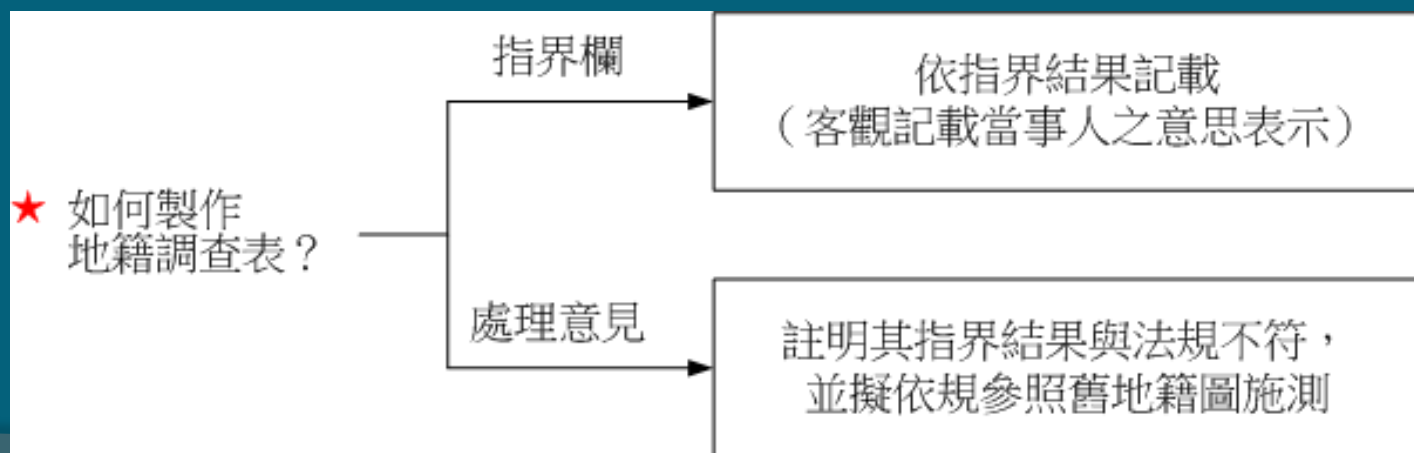 指界欄
依指界結果記載
（客觀記載當事人之意思表示）
★ 如何製作
地籍調查表？
處理意見
註明其指界結果與法規不符，
並擬依規參照舊地籍圖施測